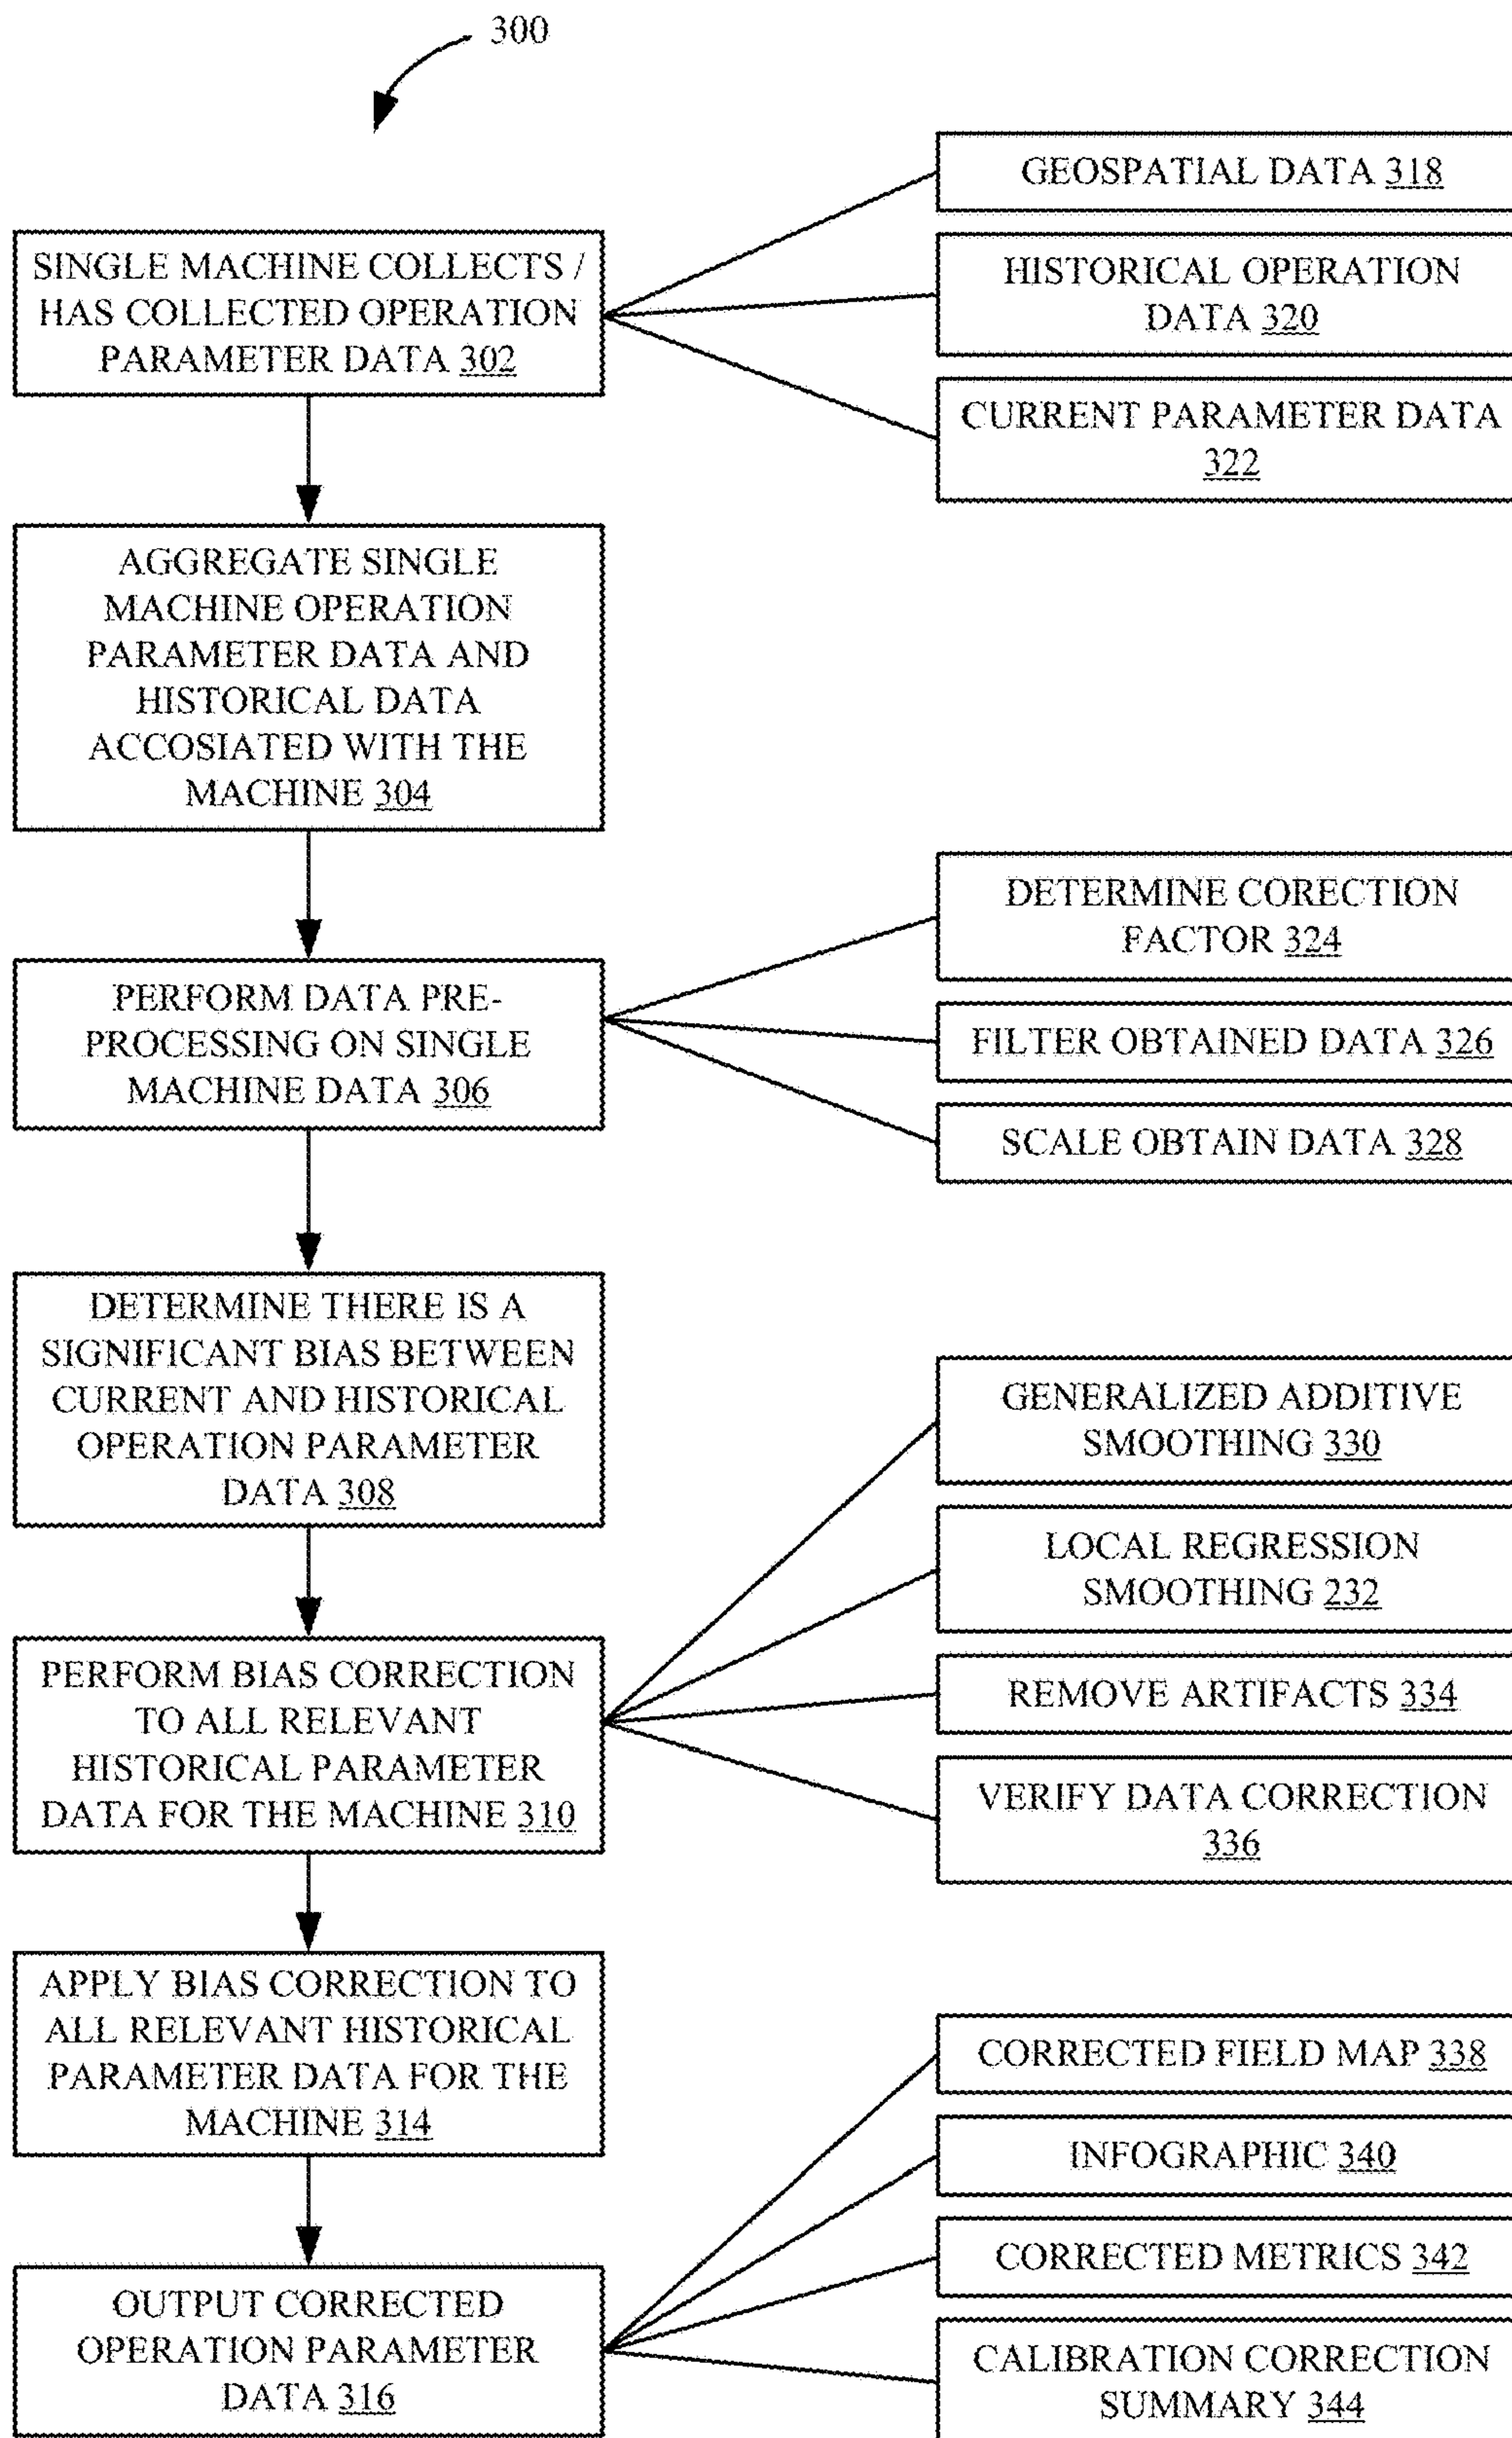 300
SINGLE MACHINE COLLECTS /
HAS COLLECTED OPERATION
PARAMETER DATA 302
GEOSPATIAL DATA 318
HISTORICAL OPERATION
DATA 320
CURRENT PARAMETER DATA
322
AGGREGATE SINGLE
MACHINE OPERATION
PARAMETER DATA AND
HISTORICAL DATA
ACCOSIATED WITH THE
MACHINE 304
PERFORM DATA PRE-
PROCESSING ON SINGLE
MACHINE DATA 306
DETERMINE CORECTION
FACTOR 324
FILTER OBTAINED DATA 326
SCALE OBTAIN DATA 328
DETERMINE THERE IS A
SIGNIFICANT BIAS BETWEEN
CURRENT AND HISTORICAL
OPERATION PARAMETER
DATA 308
PERFORM BIAS CORRECTION
TO ALL RELEVANT
HISTORICAL PARAMETER
DATA FOR THE MACHINE 310
GENERALIZED ADDITIVE
SMOOTHING 330
LOCAL REGRESSION
SMOOTHING 232
REMOVE ARTIFACTS 334
VERIFY DATA CORRECTION
336
APPLY BIAS CORRECTION TO
ALL RELEVANT HISTORICAL
PARAMETER DATA FOR THE
MACHINE 314
OUTPUT CORRECTED
OPERATION PARAMETER
DATA 316
CORRECTED FIELD MAP 338
INFOGRAPHIC 340
CORRECTED METRICS 342
CALIBRATION CORRECTION
SUMMARY 344